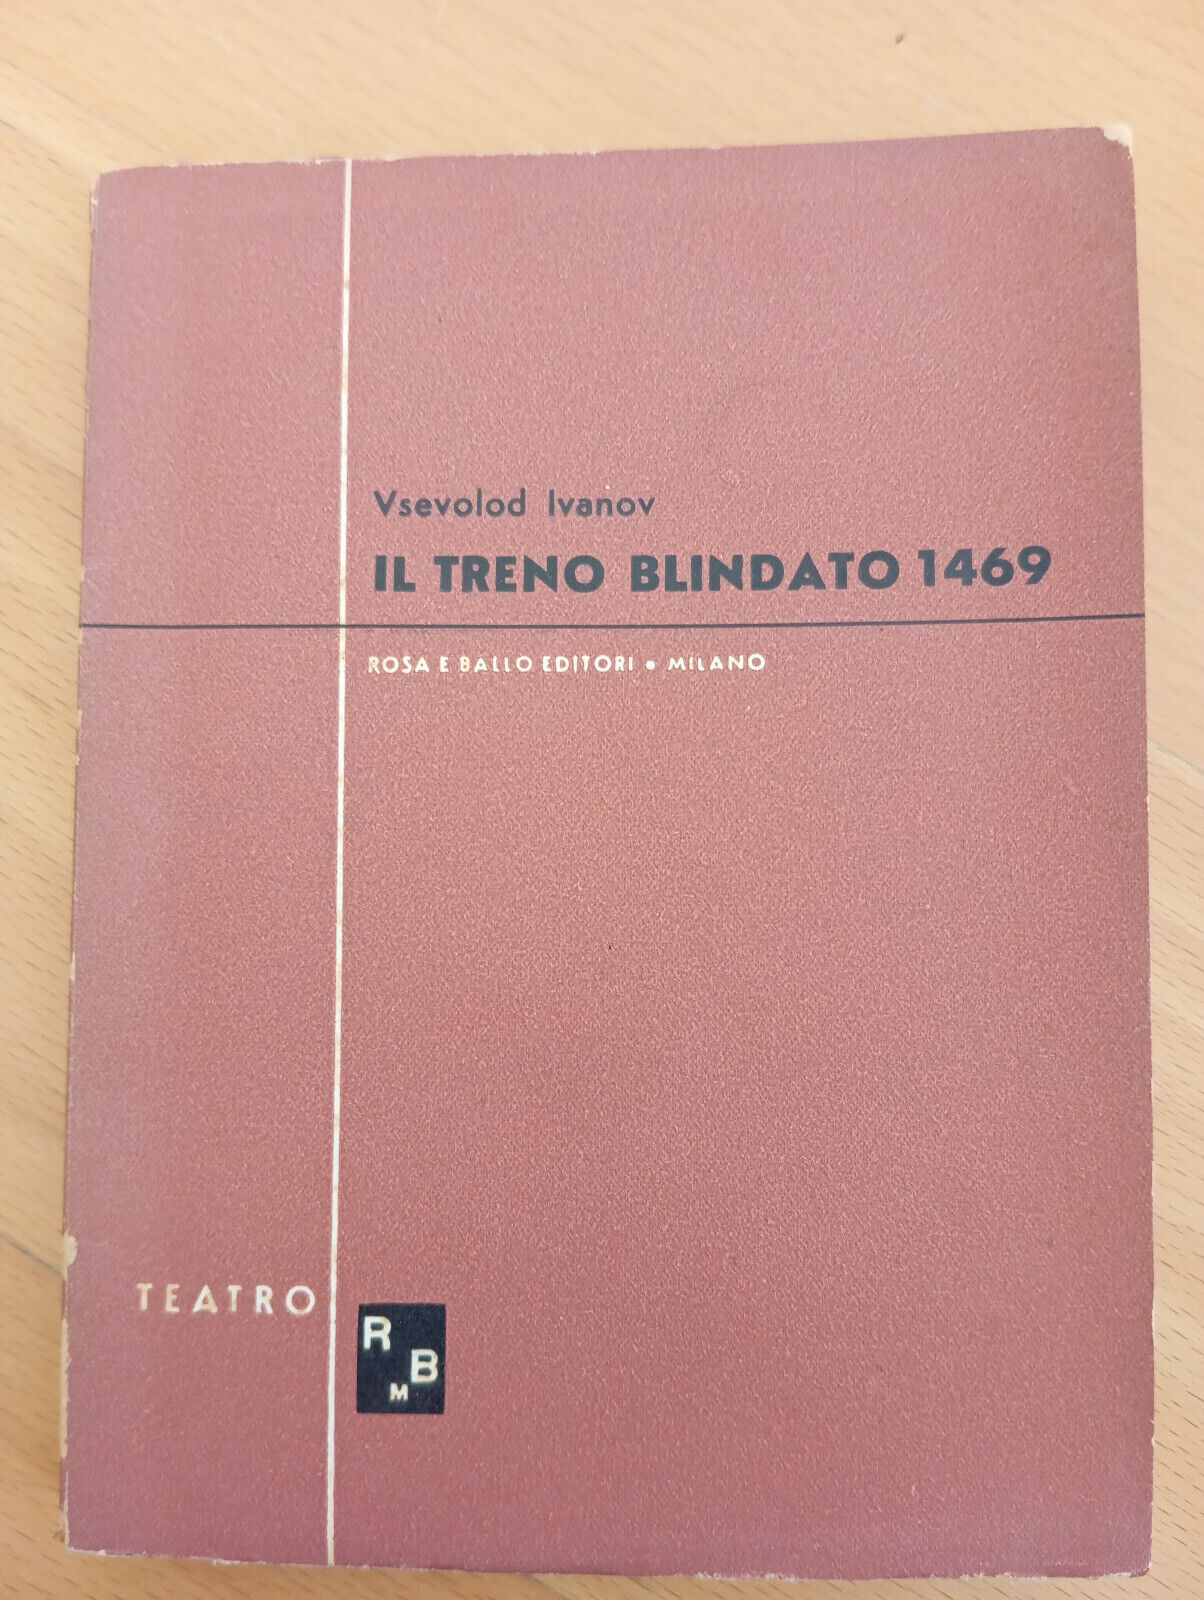 Vsevolod Ivanov
IL TRENO BLINDATO 1469
ROSA E BALLO EDITORI • MILANO
TEATRO
R
B
M